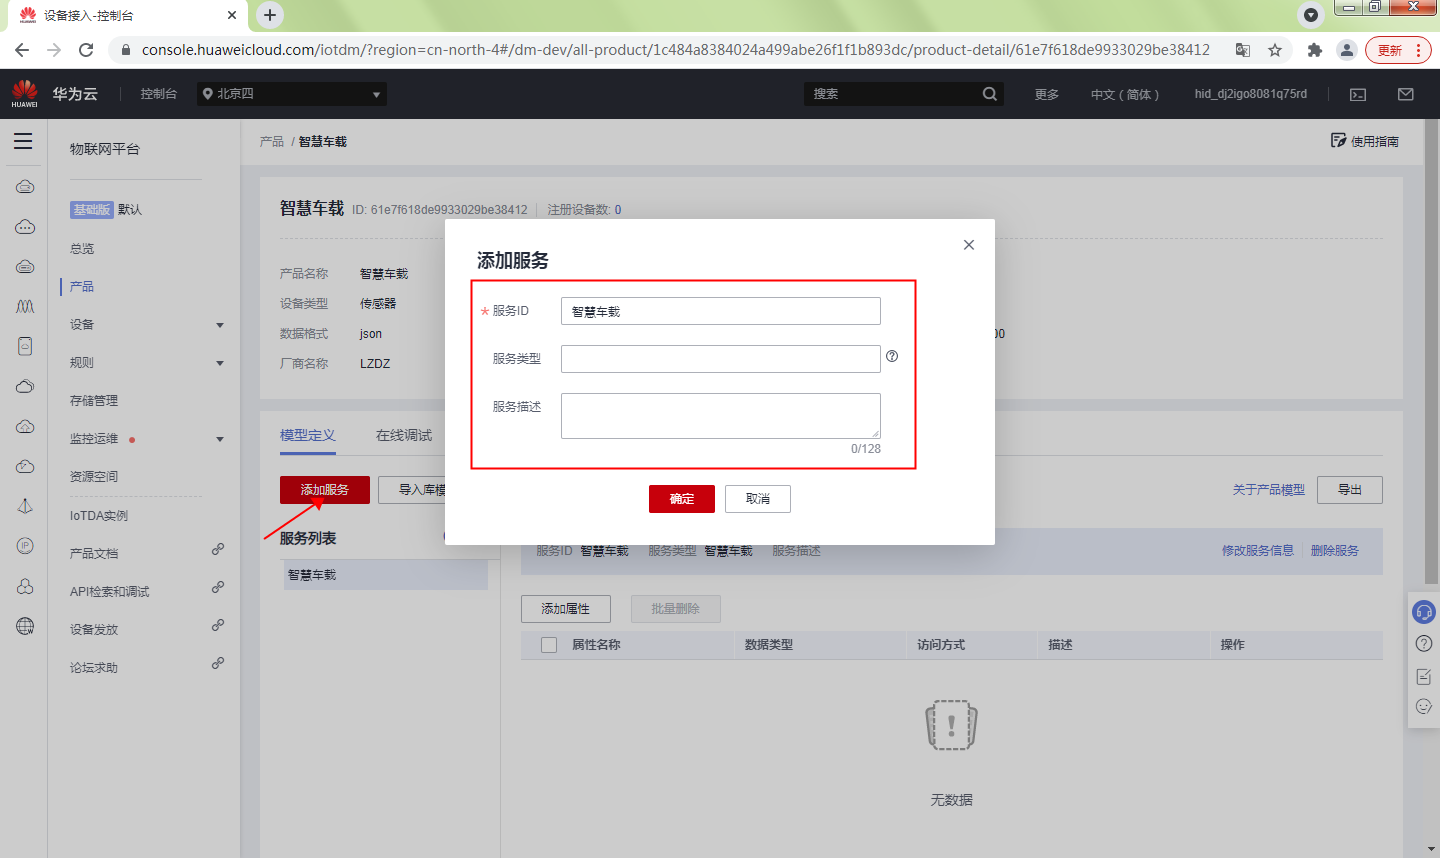 设备接入-控制台
console.huaweicloud.com/iotdm/?region=cn-north-4#/dm-dev/all-product/1c484a8384024a499abe26f1f1b893dc/product-detail/61e7f618de9933029be38412
更新
HUAWEI
华为云
控制台
北京四
搜索
更多
中文 ( 简体 )
hid_dj2igo8081q75rd
物联网平台
基础版 默认
总览
产品
设备
规则
存储管理
监控运维
资源空间
IoTDA实例
产品文档
API检索和调试
设备发放
论坛求助
产品 / 智慧车载
使用指南
智慧车载 ID: 61e7f618de9933029be38412 注册设备数: 0
产品名称 智慧车载
设备类型 传感器
数据格式 json
00
厂商名称 LZDZ
添加服务
* 服务ID 智慧车载
服务类型
服务描述
0/128
确定 取消
模型定义 在线调试
添加服务 导入库模
关于产品模型 导出
服务列表
智慧车载
服务ID 智慧车载 服务类型 智慧车载 服务描述
修改服务信息 删除服务
添加属性 批量删除
属性名称 数据类型 访问方式 描述 操作
无数据